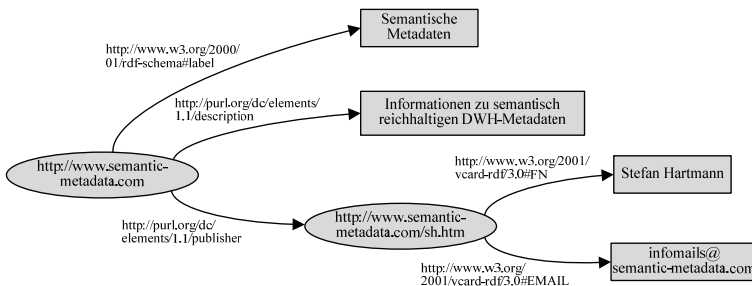 Semantische
Metadaten
http://www.w3.org/2000/
01/rdf-schema#label
http://purl.org/dc/elements/
1.1/description
Informationen zu semantisch
reichhaltigen DWH-Metadaten
http://www.semantic-
metadata.com
http://www.w3.org/2001/
vcard-rdf/3.0#FN
Stefan Hartmann
http://purl.org/dc/
elements/1.1/publisher
http://www.semantic-
metadata.com/sh.htm
http://www.w3.org/
2001/vcard-rdf/3.0#EMAIL
infomails@
semantic-metadata.com